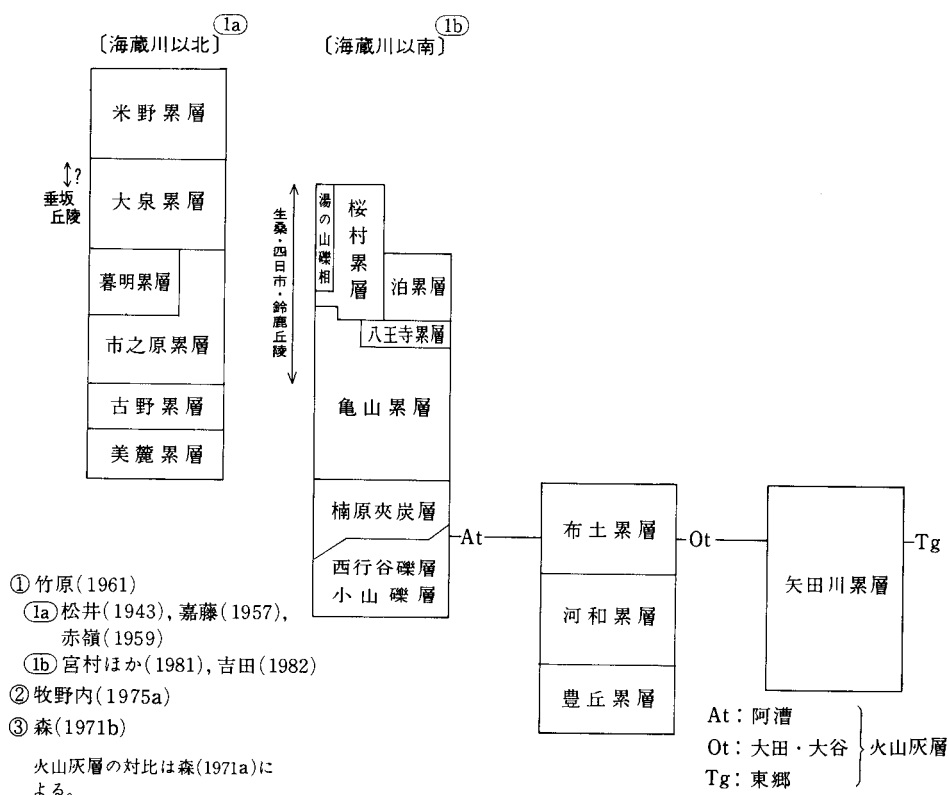 1a
〔海蔵川以北〕
米野累層
大泉累層
暮明累層
市之原累層
古野累層
美麓累層
?
垂坂
丘陵
1b
〔海蔵川以南〕
生桑・四日市・鈴鹿丘陵
湯の山礫相
桜村累層
泊累層
八王寺累層
亀山累層
楠原夾炭層
西行谷礫層
小山礫層
At
布土累層
河和累層
豊丘累層
Ot
矢田川累層
Tg
① 竹原(1961)
1a 松井(1943), 嘉藤(1957),
赤嶺(1959)
1b 宮村ほか(1981), 吉田(1982)
② 牧野内(1975a)
③ 森(1971b)
火山灰層の対比は森(1971a)に
よる。
At: 阿漕
Ot: 大田・大谷
Tg: 東郷
火山灰層